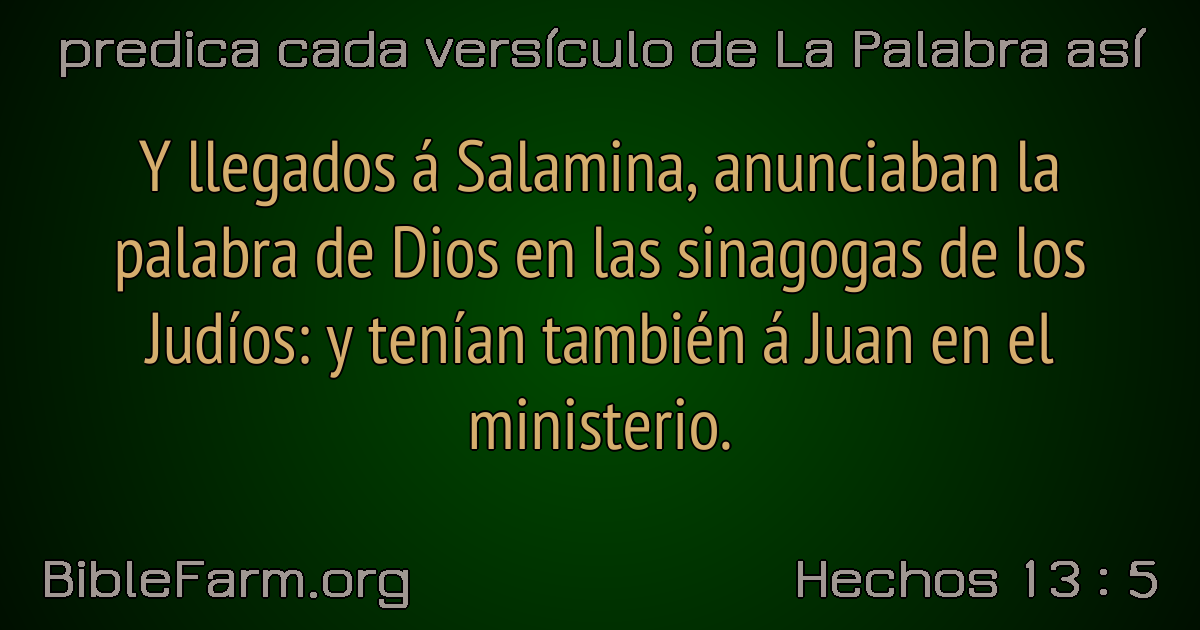 predica cada versículo de La Palabra así
Y llegados á Salamina, anunciaban la
palabra de Dios en las sinagogas de los
Judíos: y tenían también á Juan en el
ministerio.
BibleFarm.org
Hechos 13 : 5